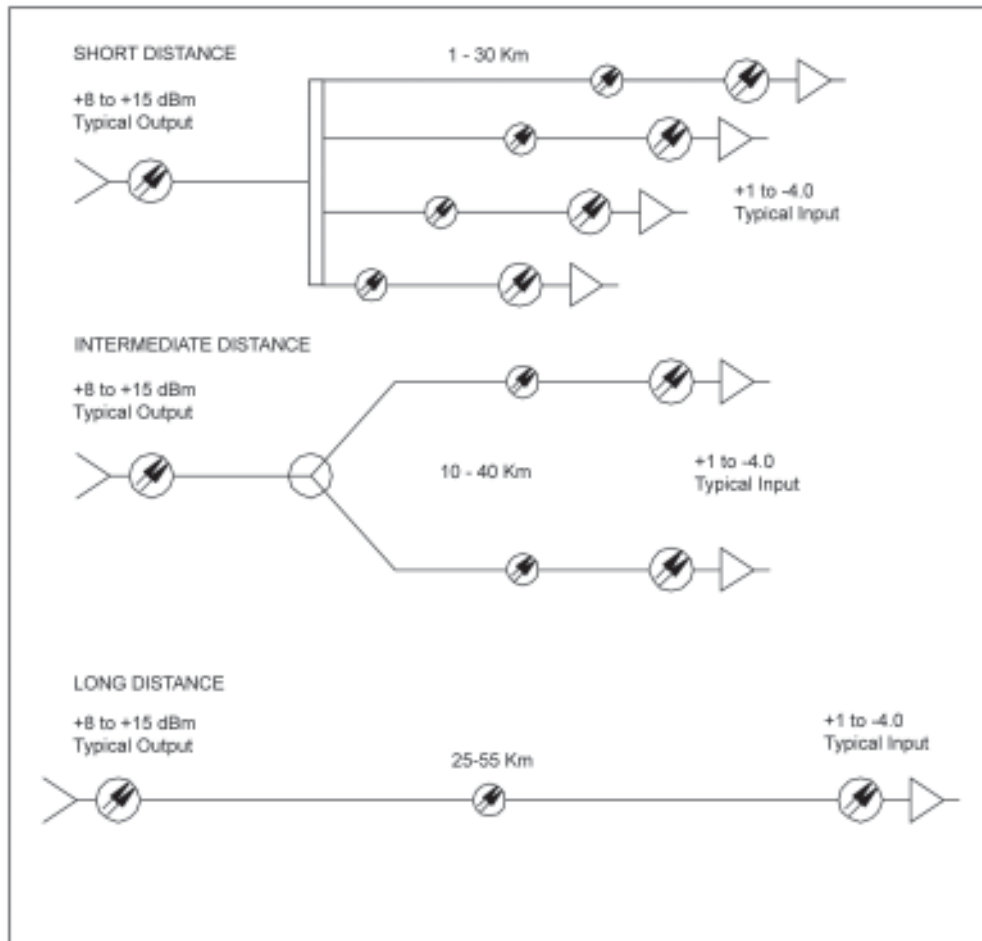 SHORT DISTANCE
1 - 30 Km
+8 to +15 dBm
Typical Output
+1 to -4.0
Typical Input
INTERMEDIATE DISTANCE
+8 to +15 dBm
Typical Output
10 - 40 Km
+1 to -4.0
Typical Input
LONG DISTANCE
+8 to +15 dBm
Typical Output
25-55 Km
+1 to -4.0
Typical Input